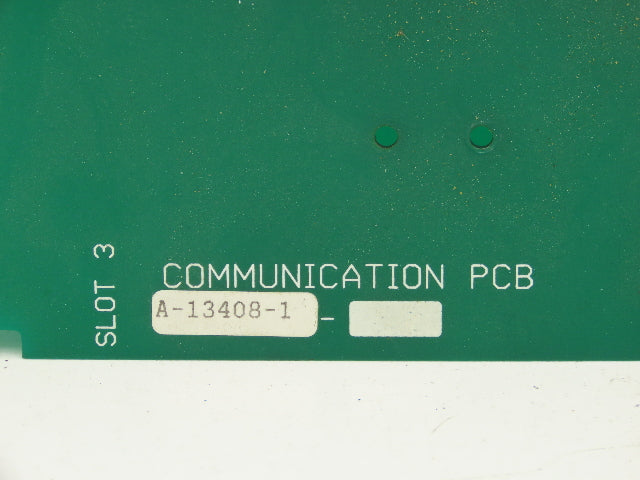 SLOT 3
COMMUNICATION PCB
A-13408-1 -